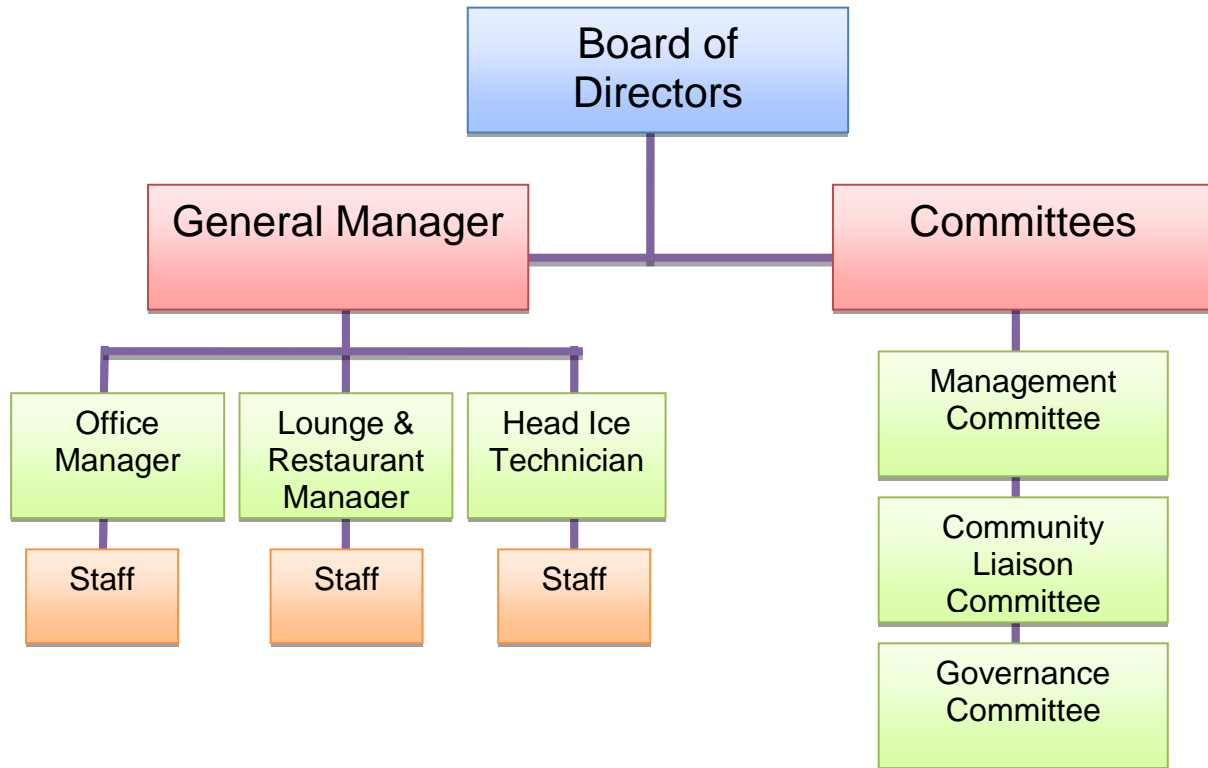 Board of
Directors
General Manager
Committees
Office
Manager
Lounge &
Restaurant
Manager
Head Ice
Technician
Staff
Staff
Staff
Management
Committee
Community
Liaison
Committee
Governance
Committee